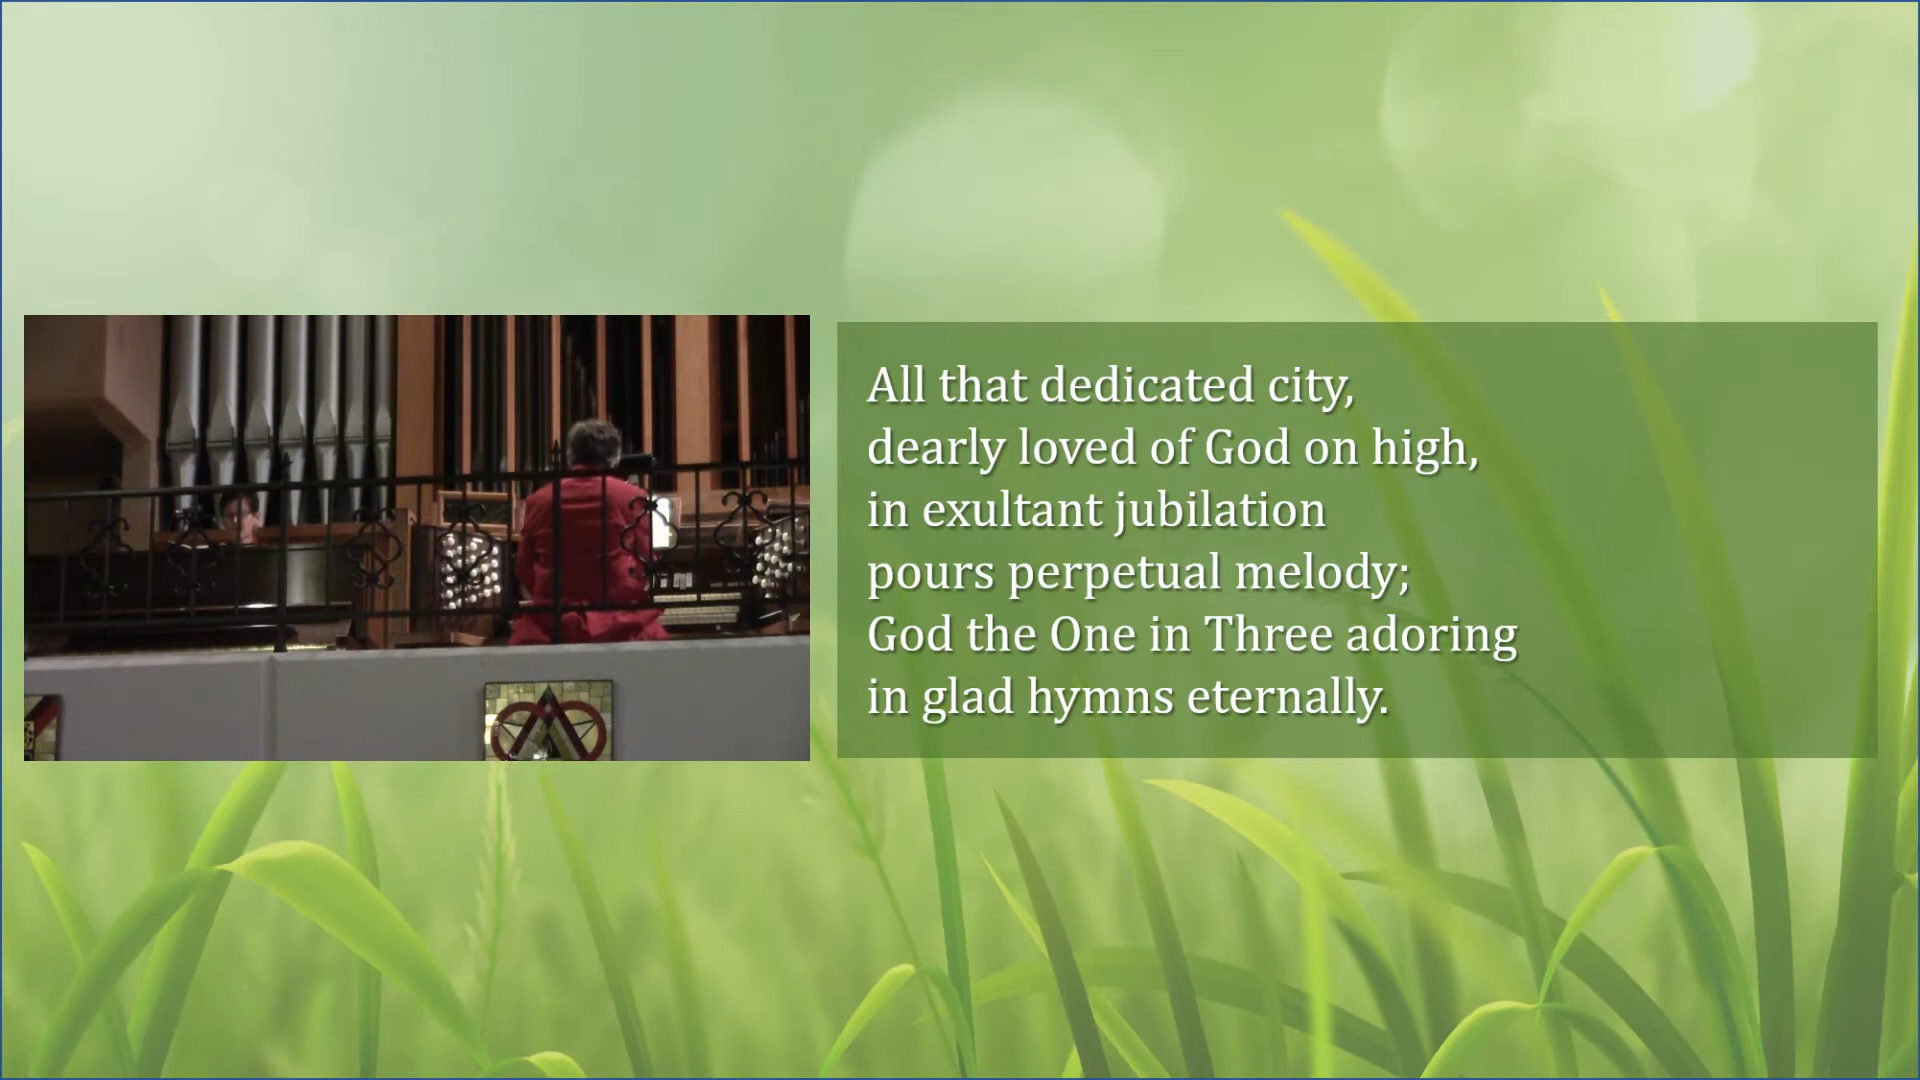 All that dedicated city,
dearly loved of God on high,
in exultant jubilation
pours perpetual melody;
God the One in Three adoring
in glad hymns eternally.